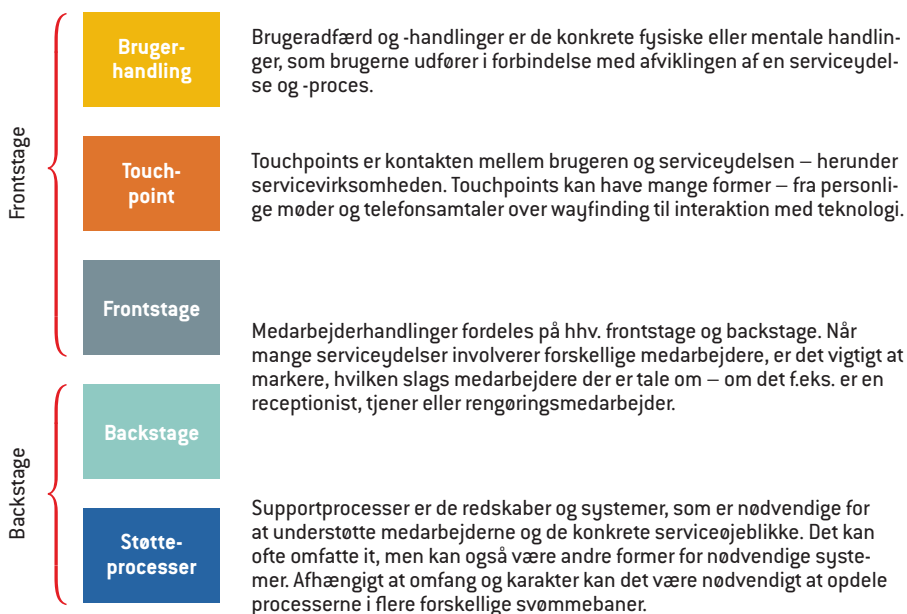 Frontstage
Bruger-
handling
Brugeradfærd og -handlinger er de konkrete fysiske eller mentale handlin-
ger, som brugerne udfører i forbindelse med afviklingen af en serviceydel-
se og -proces.
Touch-
point
Touchpoints er kontakten mellem brugeren og serviceydelsen – herunder
servicevirksomheden. Touchpoints kan have mange former – fra personli-
ge møder og telefonsamtaler over wayfinding til interaktion med teknologi.
Frontstage
Medarbejderhandlinger fordeles på hhv. frontstage og backstage. Når
mange serviceydelser involverer forskellige medarbejdere, er det vigtigt at
markere, hvilken slags medarbejdere der er tale om – om det f.eks. er en
receptionist, tjener eller rengøringsmedarbejder.
Backstage
Backstage
Støtte-
processer
Supportprocesser er de redskaber og systemer, som er nødvendige for
at understøtte medarbejderne og de konkrete serviceøjeblikke. Det kan
ofte omfatte it, men kan også være andre former for nødvendige syste-
mer. Afhængigt at omfang og karakter kan det være nødvendigt at opdele
processerne i flere forskellige svømmebaner.